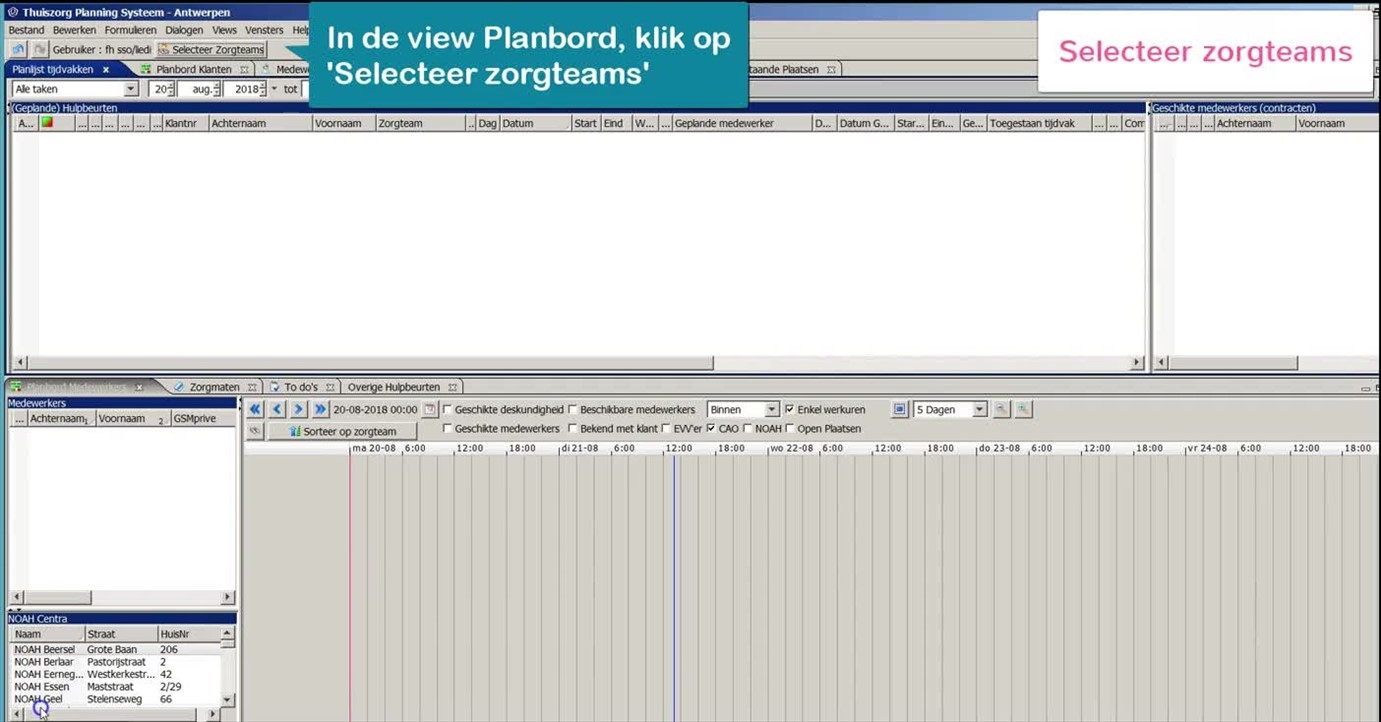 Thuiszorg Planning Systeem - Antwerpen
Bestand Bewerken Formulieren Dialogen Views Vensters Help
Gebruiker : fh sso/liedi Selecteer Zorgteams
In de view Planbord, klik op
'Selecteer zorgteams'
Selecteer zorgteams
Planlijst tijdvakken Planbord Klanten Medew taande Plaatsen
Alle taken 20 aug. 2018 tot
(Geplande) Hulpbeurten
A... ... ... ... ... ... ... Klantnr Achternaam Voornaam Zorgteam .. Dag Datum Start Eind W... ... Geplande medewerker D... Datum G... Star... Ein... Ge... Toegestaan tijdvak ... ... Com
Geschikte medewerkers (contracten)
... ... ... ... Achternaam Voornaam
Zorgmaten To do's Overige Hulpbeurten
Medewerkers
... Achternaam 1 Voornaam 2 GSMprive
20-08-2018 00:00 Geschikte deskundigheid Beschikbare medewerkers Binnen Enkel werkuren 5 Dagen
Sorteer op zorgteam Geschikte medewerkers Bekend met klant EVV'er CAO NOAH Open Plaatsen
ma 20-08 6:00 12:00 18:00 di 21-08 6:00 12:00 18:00 wo 22-08 6:00 12:00 18:00 do 23-08 6:00 12:00 18:00 vr 24-08 6:00 12:00 18:00
NOAH Centra
Naam Straat HuisNr
NOAH Beersel Grote Baan 206
NOAH Berlaar Pastorijstraat 2
NOAH Eerneg... Westkerkestr... 42
NOAH Essen Maststraat 2/29
NOAH Geel Stelenseweg 66